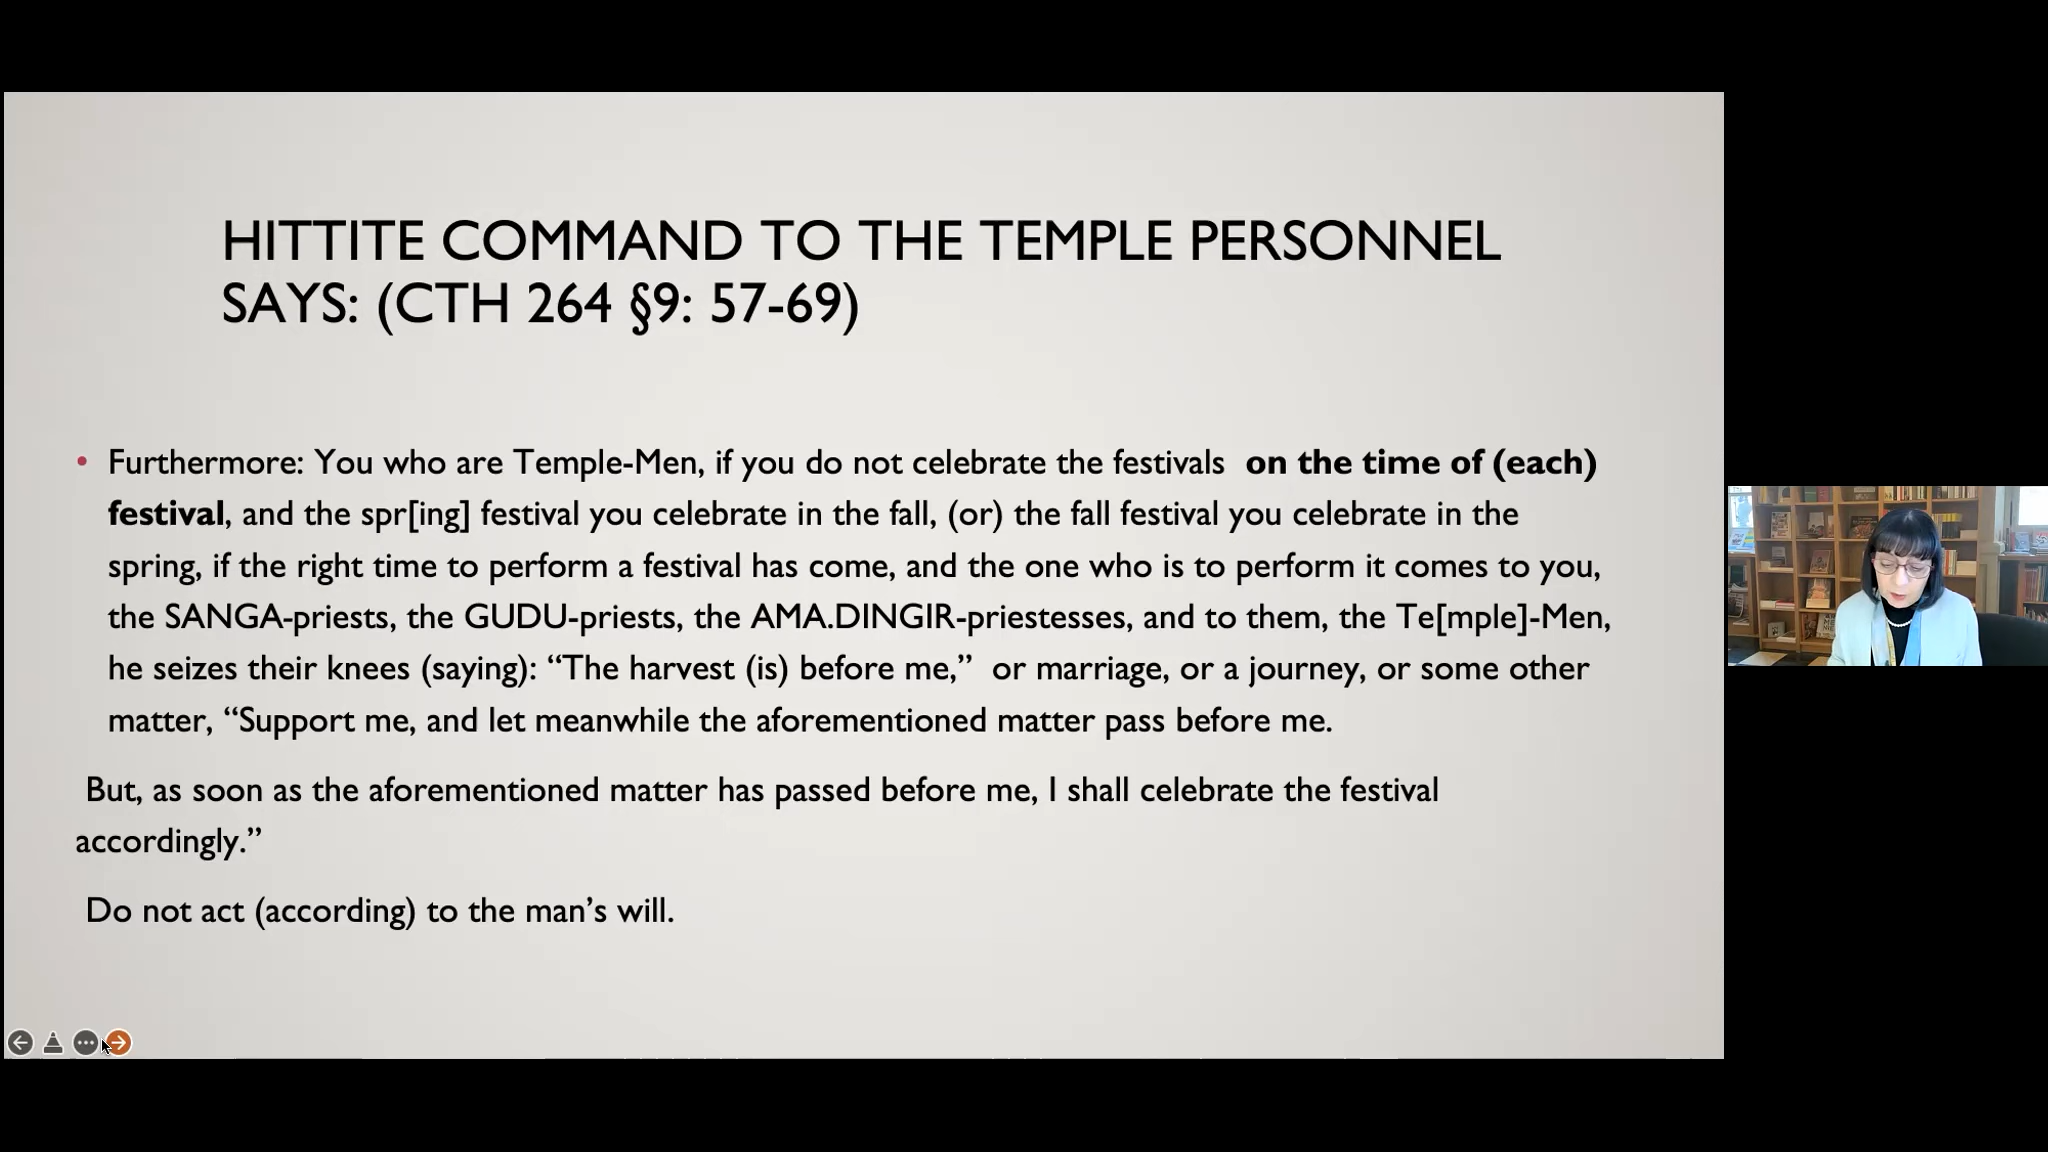 HITTITE COMMAND TO THE TEMPLE PERSONNEL
SAYS: (CTH 264 §9: 57-69)
• Furthermore: You who are Temple-Men, if you do not celebrate the festivals on the time of (each)
festival, and the spr[ing] festival you celebrate in the fall, (or) the fall festival you celebrate in the
spring, if the right time to perform a festival has come, and the one who is to perform it comes to you,
the SANGA-priests, the GUDU-priests, the AMA.DINGIR-priestesses, and to them, the Te[mple]-Men,
he seizes their knees (saying): “The harvest (is) before me,” or marriage, or a journey, or some other
matter, “Support me, and let meanwhile the aforementioned matter pass before me.
But, as soon as the aforementioned matter has passed before me, I shall celebrate the festival
accordingly.”
Do not act (according) to the man’s will.